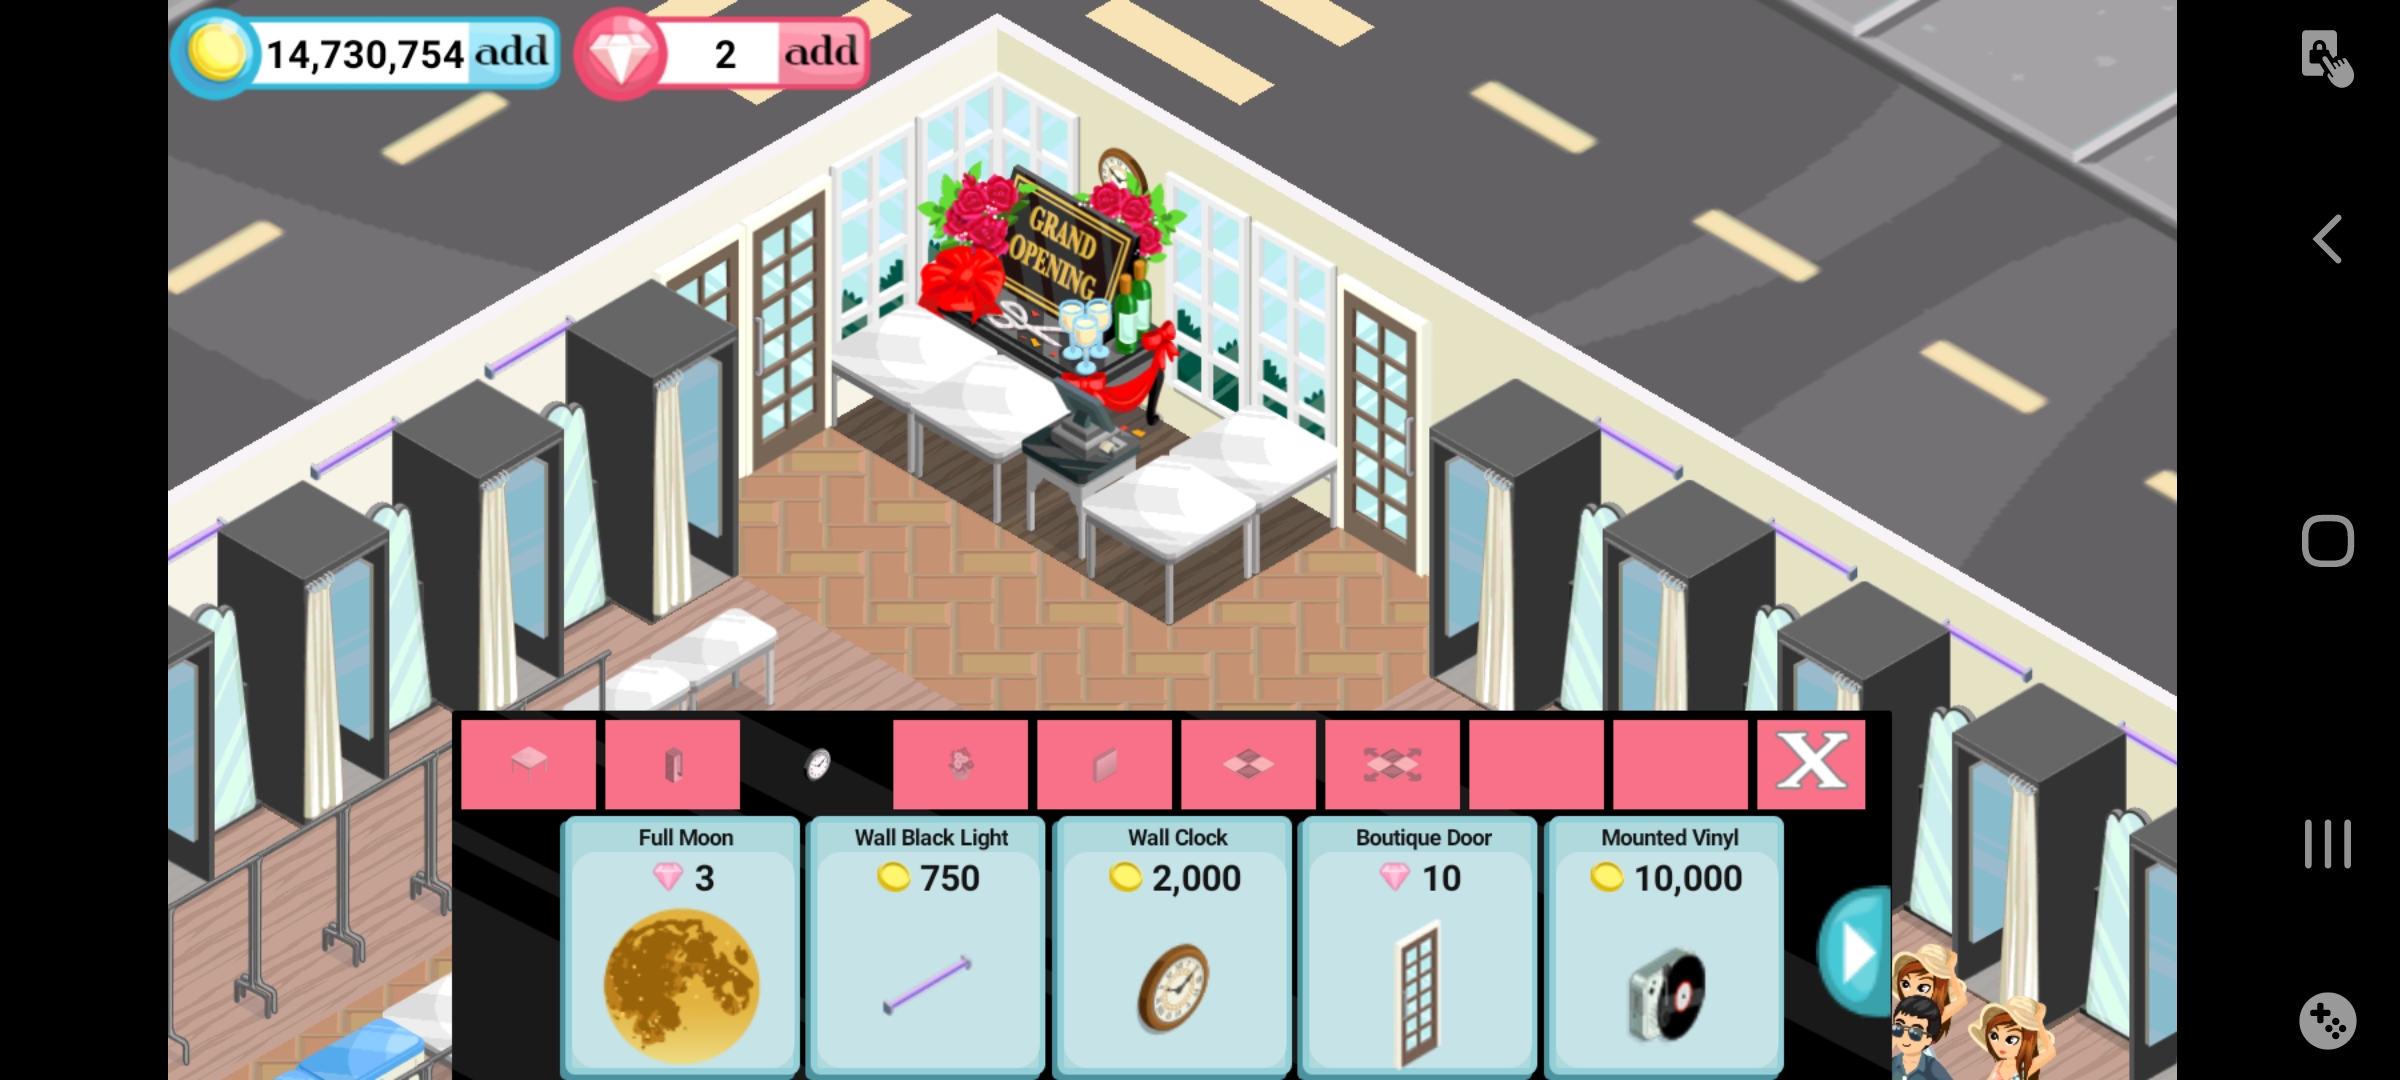 14,730,754 add 2 add
GRAND
OPENING
X
Full Moon Wall Black Light Wall Clock Boutique Door Mounted Vinyl
3 750 2,000 10 10,000